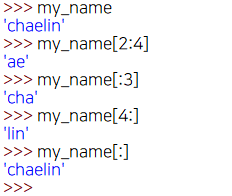 >>> my_name
'chaelin'
>>> my_name[2:4]
'ae'
>>> my_name[:3]
'cha'
>>> my_name[4:]
'lin'
>>> my_name[:]
'chaelin'
>>>